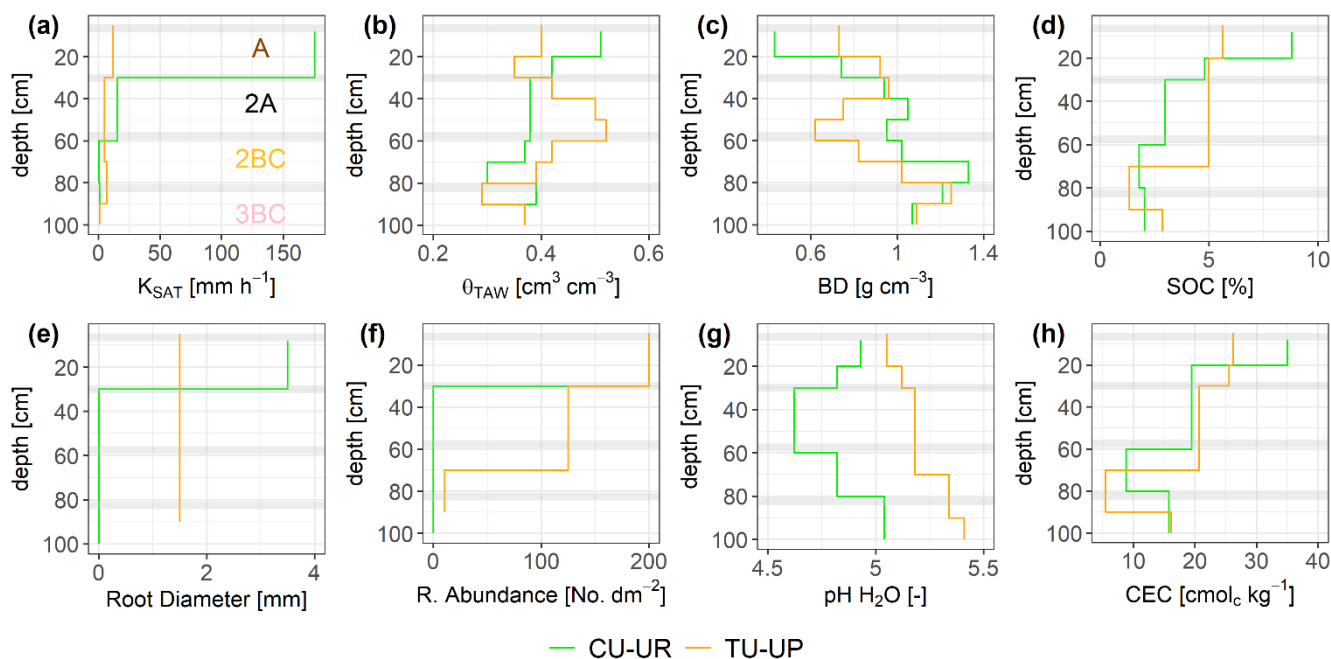 (a) (b) (c) (d)
A
2A
2BC
3BC
depth [cm] depth [cm] depth [cm] depth [cm]
20 40 60 80 100
20 40 60 80 100
20 40 60 80 100
20 40 60 80 100
0 50 100 150
0.2 0.4 0.6
0.6 1 1.4
0 5 10
K_SAT [mm h⁻¹]
θ_TAW [cm³ cm⁻³]
BD [g cm⁻³]
SOC [%]
(e) (f) (g) (h)
depth [cm] depth [cm] depth [cm] depth [cm]
20 40 60 80 100
20 40 60 80 100
20 40 60 80 100
20 40 60 80 100
0 2 4
0 100 200
4.5 5 5.5
10 20 30 40
Root Diameter [mm]
R. Abundance [No. dm⁻²]
pH H₂O [-]
CEC [cmol_c kg⁻¹]
CU-UR TU-UP